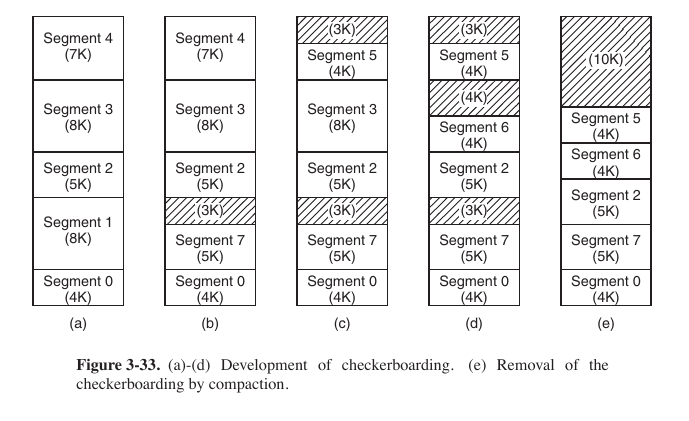 Segment 4
(7K)
Segment 3
(8K)
Segment 2
(5K)
Segment 1
(8K)
Segment 0
(4K)
(a)
Segment 4
(7K)
Segment 3
(8K)
Segment 2
(5K)
(3K)
Segment 7
(5K)
Segment 0
(4K)
(b)
(3K)
Segment 5
(4K)
Segment 3
(8K)
Segment 2
(5K)
(3K)
Segment 7
(5K)
Segment 0
(4K)
(c)
(3K)
Segment 5
(4K)
(4K)
Segment 6
(4K)
Segment 2
(5K)
(3K)
Segment 7
(5K)
Segment 0
(4K)
(d)
(10K)
Segment 5
(4K)
Segment 6
(4K)
Segment 2
(5K)
Segment 7
(5K)
Segment 0
(4K)
(e)
Figure 3-33. (a)-(d) Development of checkerboarding. (e) Removal of the
checkerboarding by compaction.